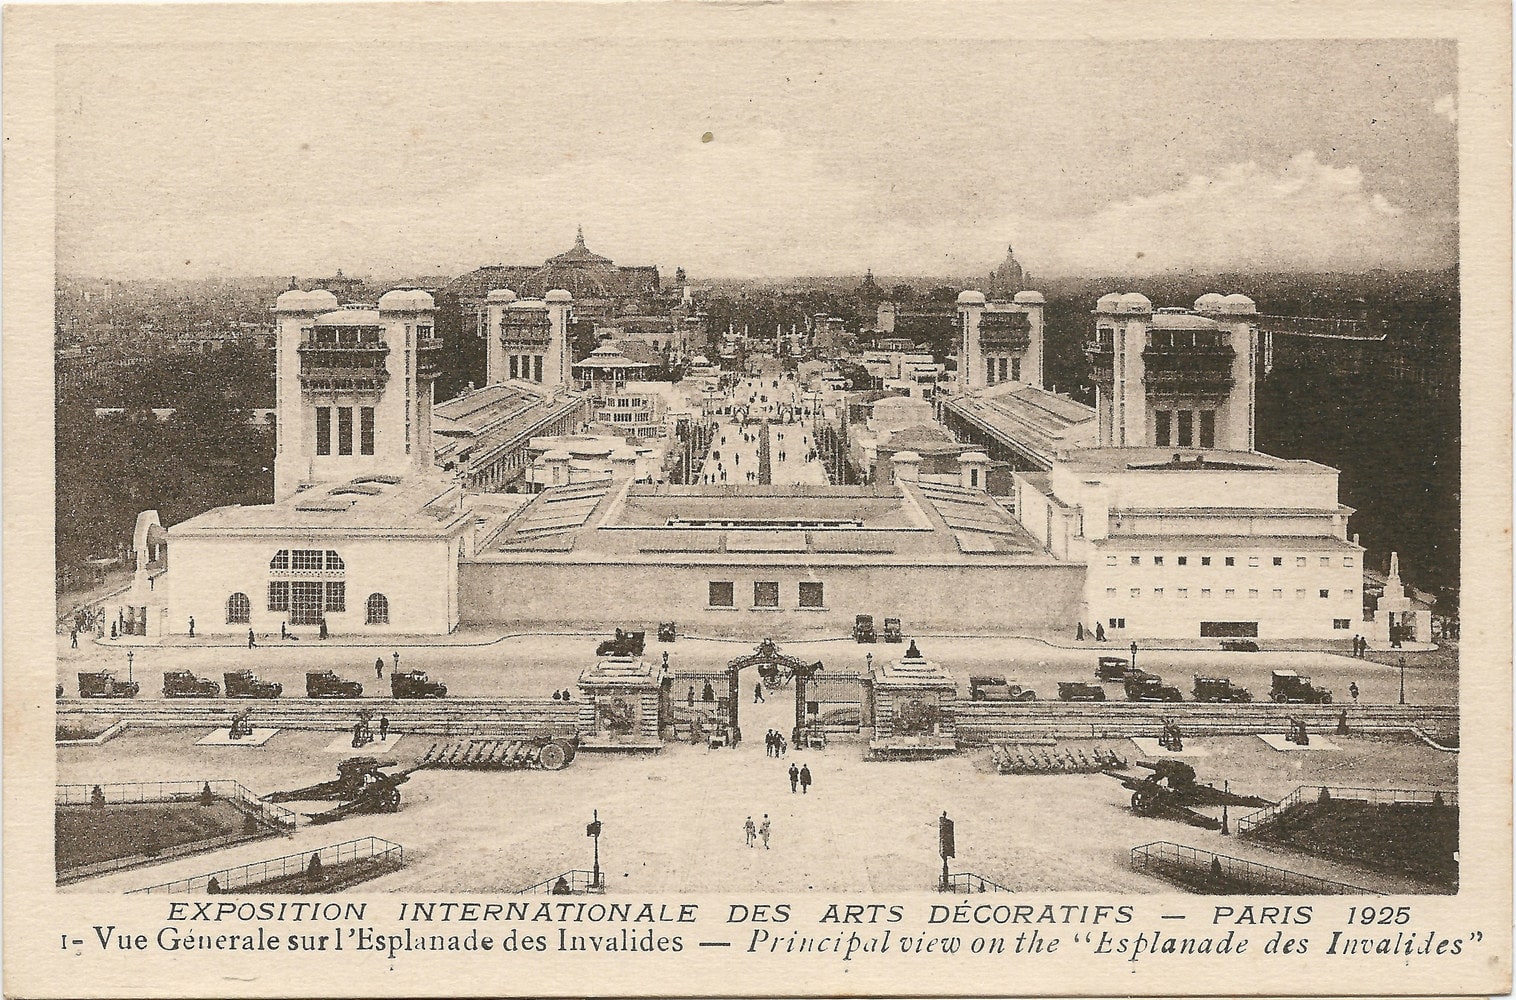 EXPOSITION INTERNATIONALE DES ARTS DÉCORATIFS — PARIS 1925
1- Vue Générale sur l'Esplanade des Invalides — Principal view on the “Esplanade des Invalides”